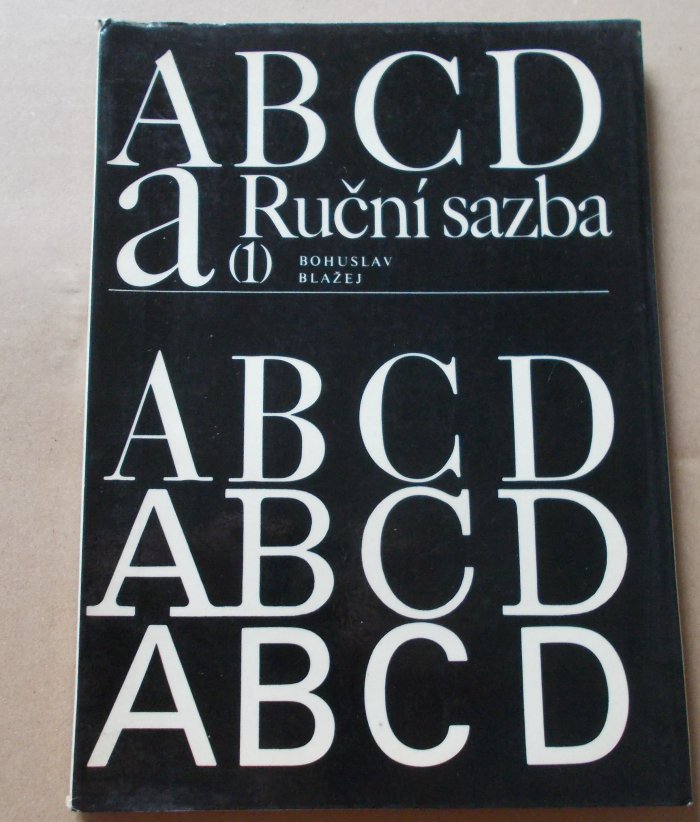 ABCD
a Ruční sazba
(1) BOHUSLAV
BLAŽEJ
ABCD
ABCD
ABCD